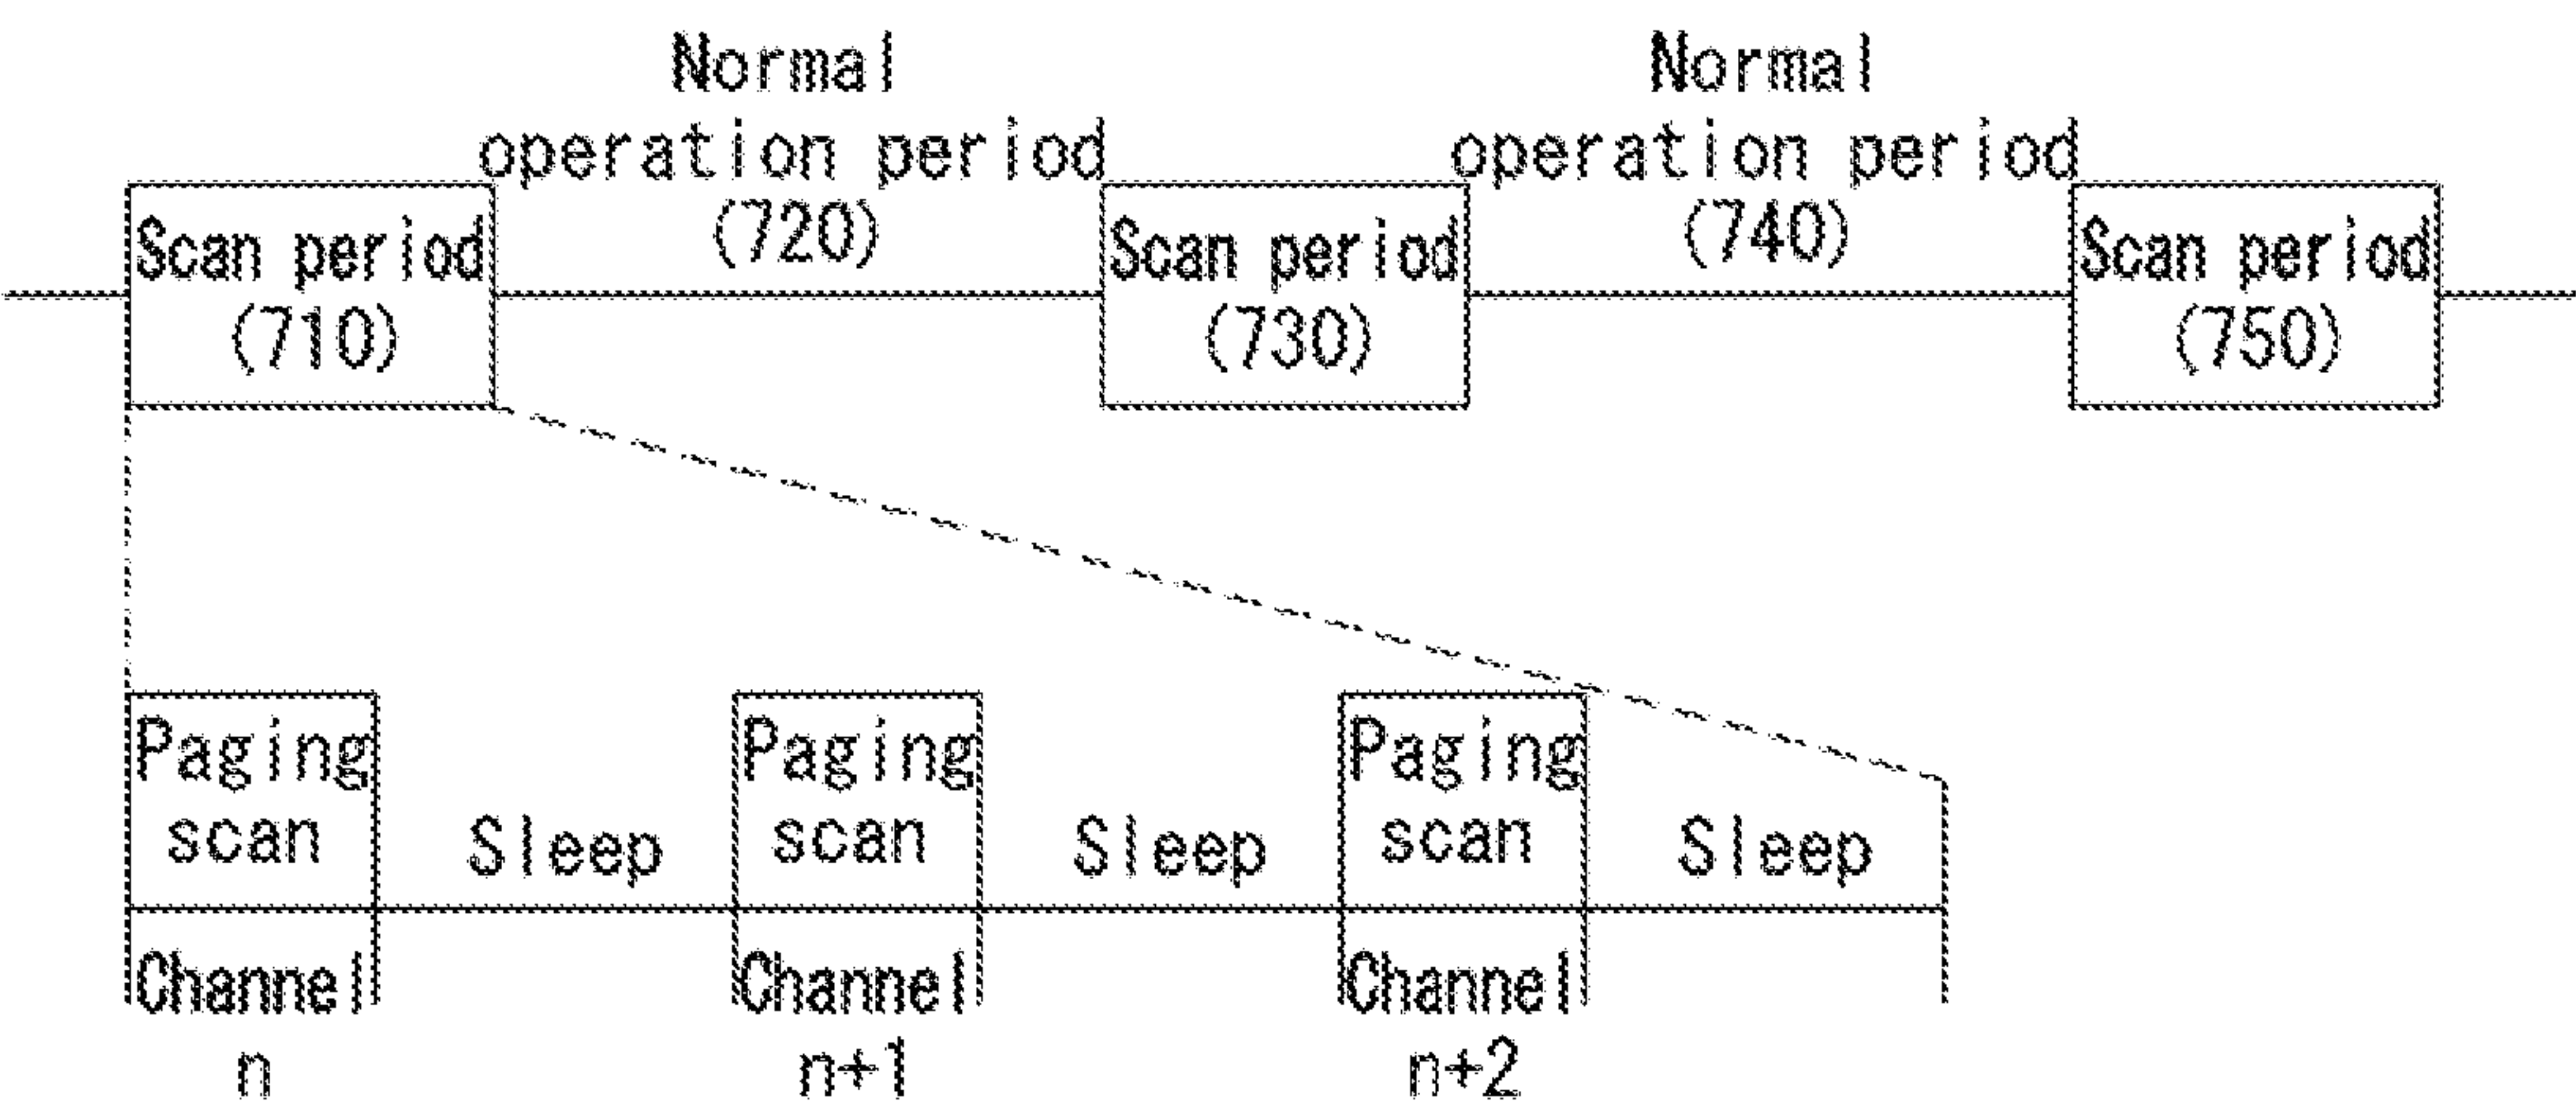 Normal
operation period
(720)
Normal
operation period
(740)
Scan period
(710)
Scan period
(730)
Scan period
(750)
Paging
scan
Sleep
Paging
scan
Sleep
Paging
scan
Sleep
Channel
n
Channel
n+1
Channel
n+2